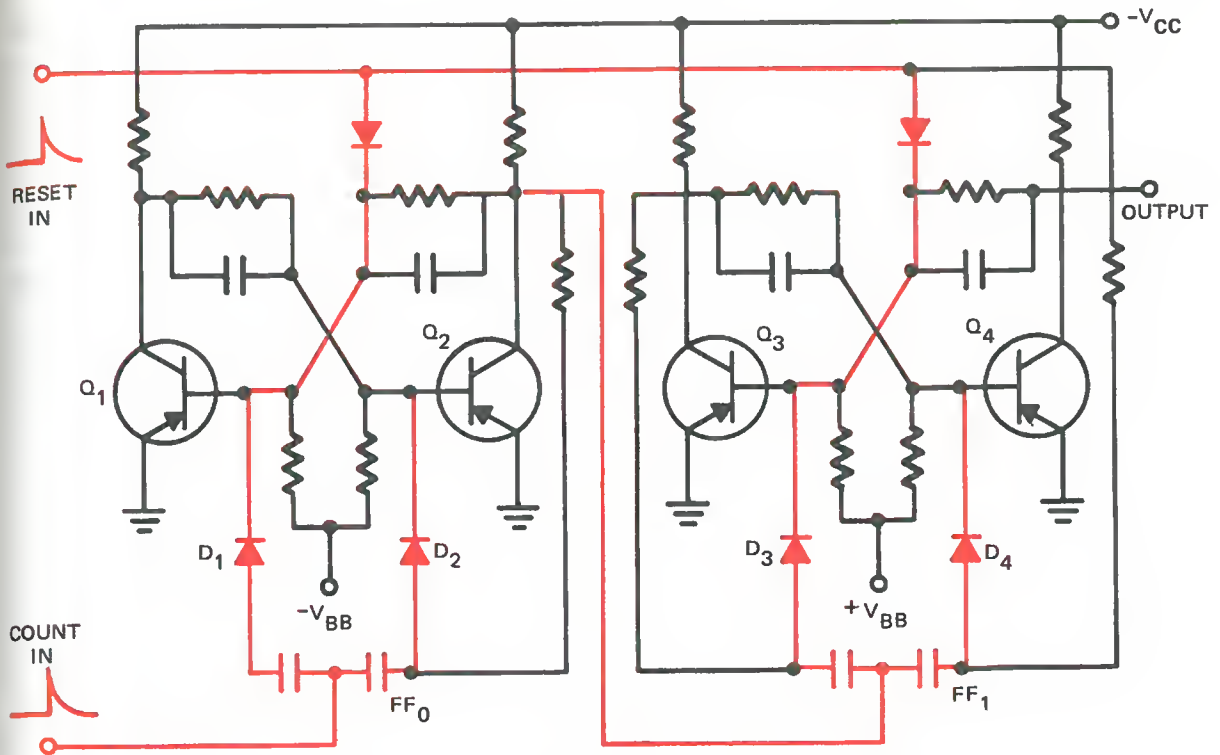 -VCC
RESET
IN
OUTPUT
Q1
Q2
Q3
Q4
D1
D2
D3
D4
-VBB
+VBB
COUNT
IN
FF0
FF1